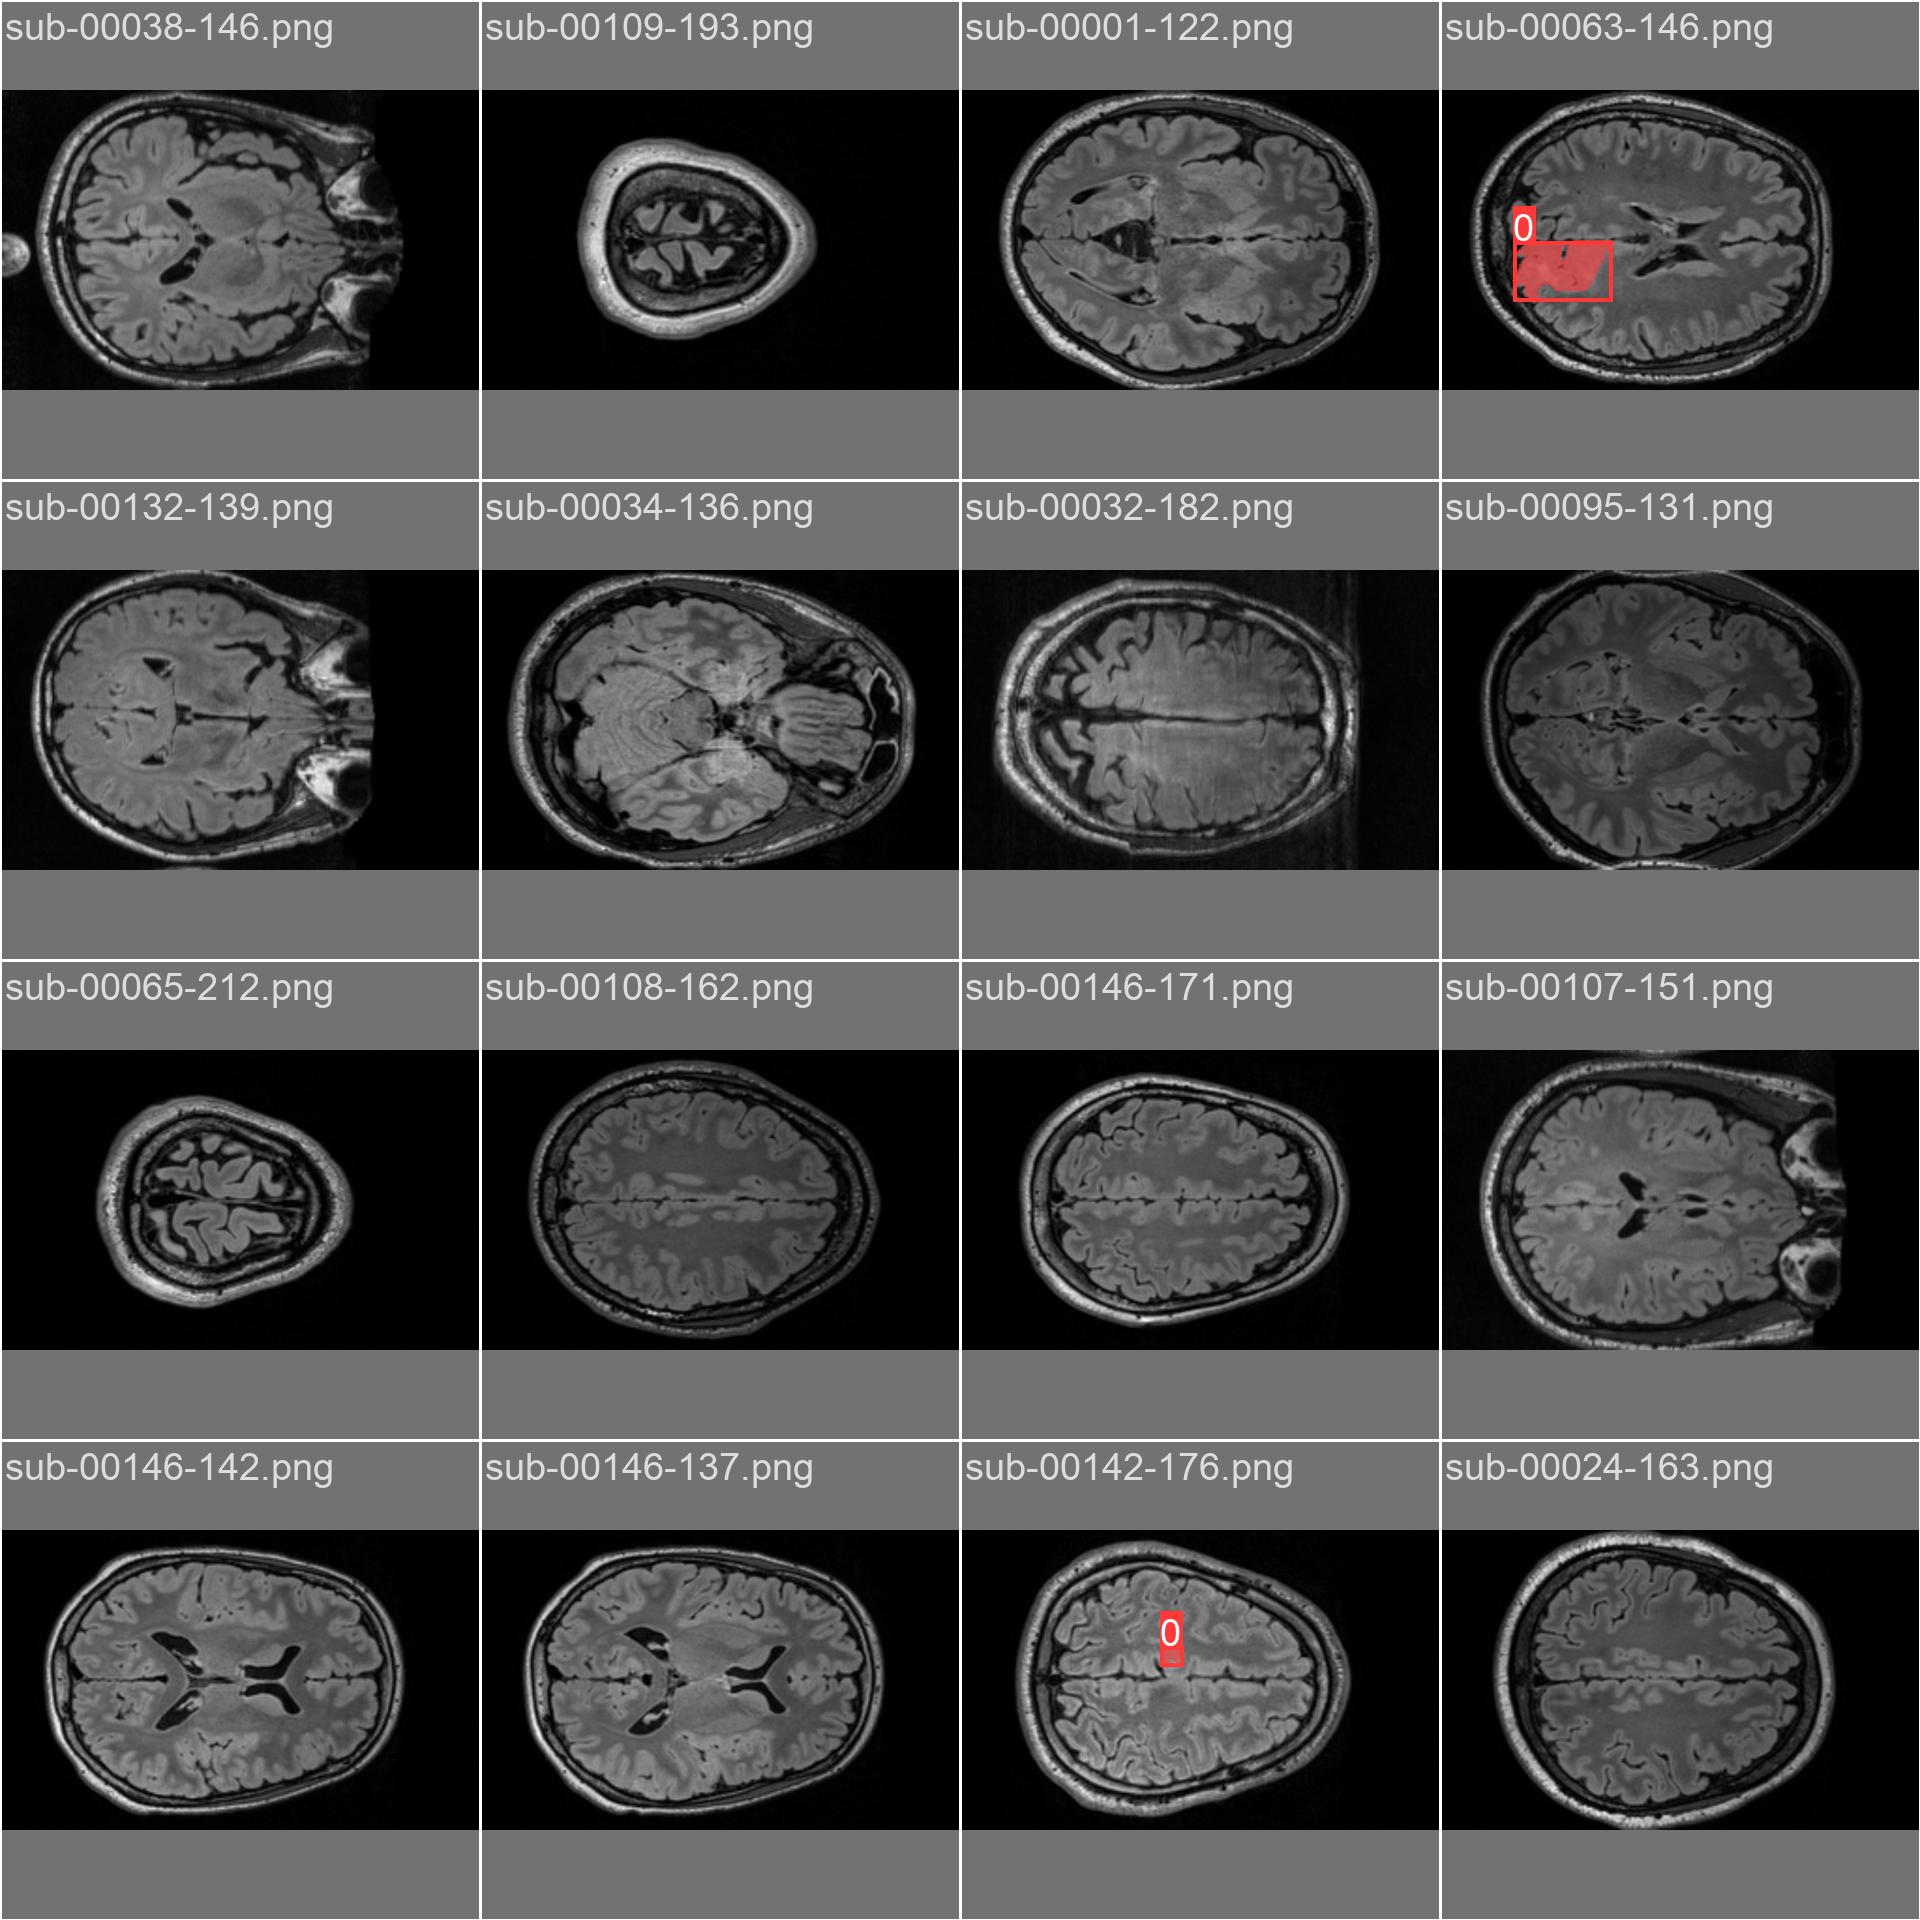 sub-00038-146.png
sub-00109-193.png
sub-00001-122.png
sub-00063-146.png
0
sub-00132-139.png
sub-00034-136.png
sub-00032-182.png
sub-00095-131.png
sub-00065-212.png
sub-00108-162.png
sub-00146-171.png
sub-00107-151.png
sub-00146-142.png
sub-00146-137.png
sub-00142-176.png
sub-00024-163.png
0